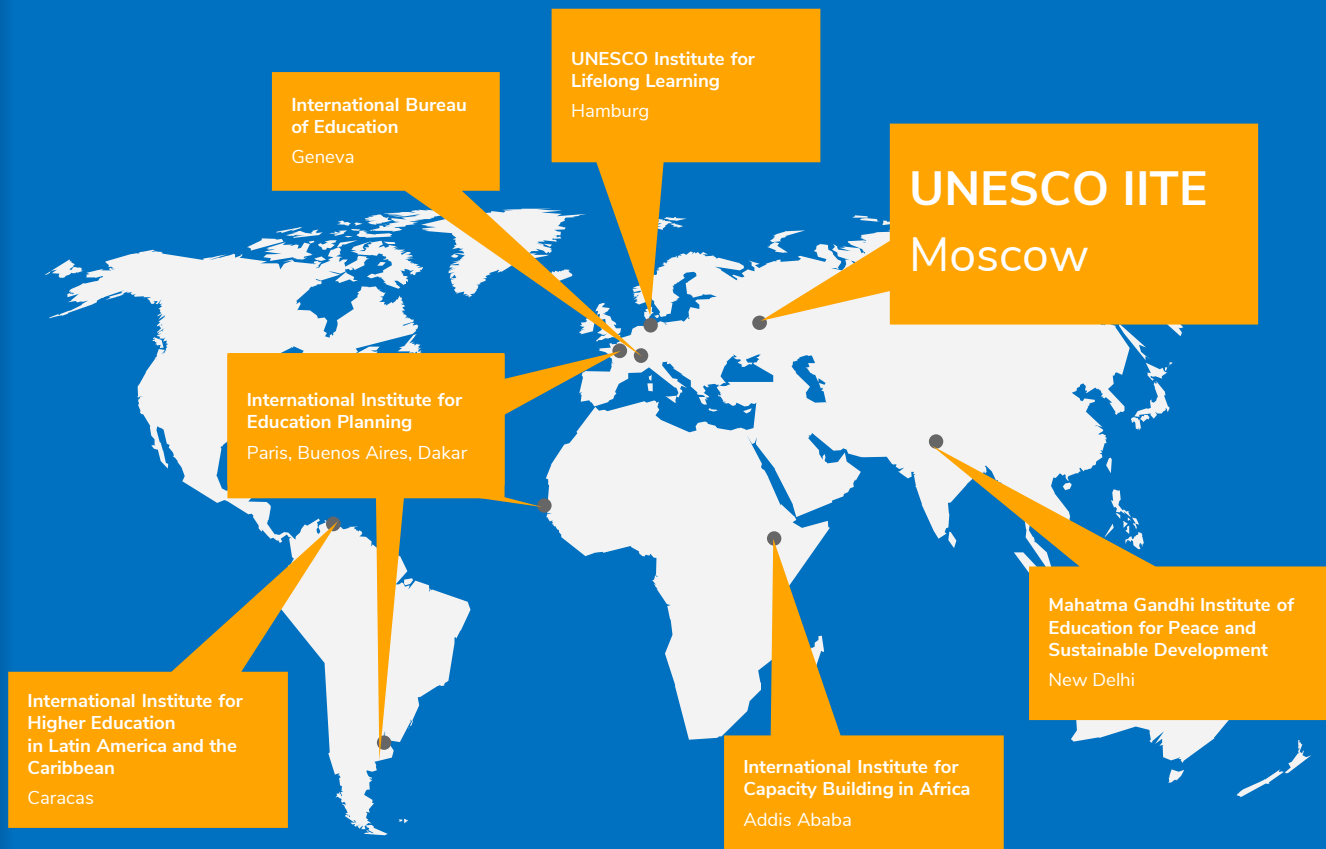 UNESCO Institute for
Lifelong Learning
Hamburg
International Bureau
of Education
Geneva
UNESCO IITE
Moscow
International Institute for
Education Planning
Paris, Buenos Aires, Dakar
Mahatma Gandhi Institute of
Education for Peace and
Sustainable Development
New Delhi
International Institute for
Higher Education
in Latin America and the
Caribbean
Caracas
International Institute for
Capacity Building in Africa
Addis Ababa